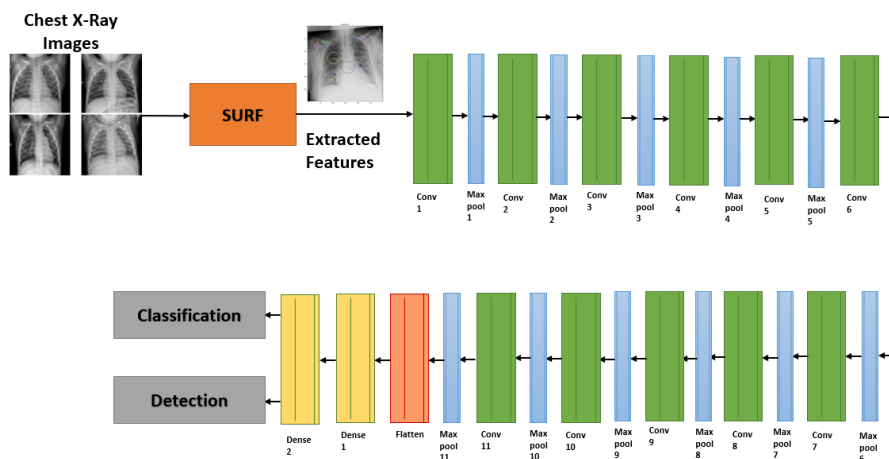 Chest X-Ray
Images
SURF
Extracted
Features
Conv
1
Max
pool
1
Conv
2
Max
pool
2
Conv
3
Max
pool
3
Conv
4
Max
pool
4
Conv
5
Max
pool
5
Conv
6
Classification
Detection
Dense
2
Dense
1
Flatten
Max
pool
11
Conv
11
Max
pool
10
Conv
10
Max
pool
9
Conv
9
Max
pool
8
Conv
8
Max
pool
7
Conv
7
Max
pool
6